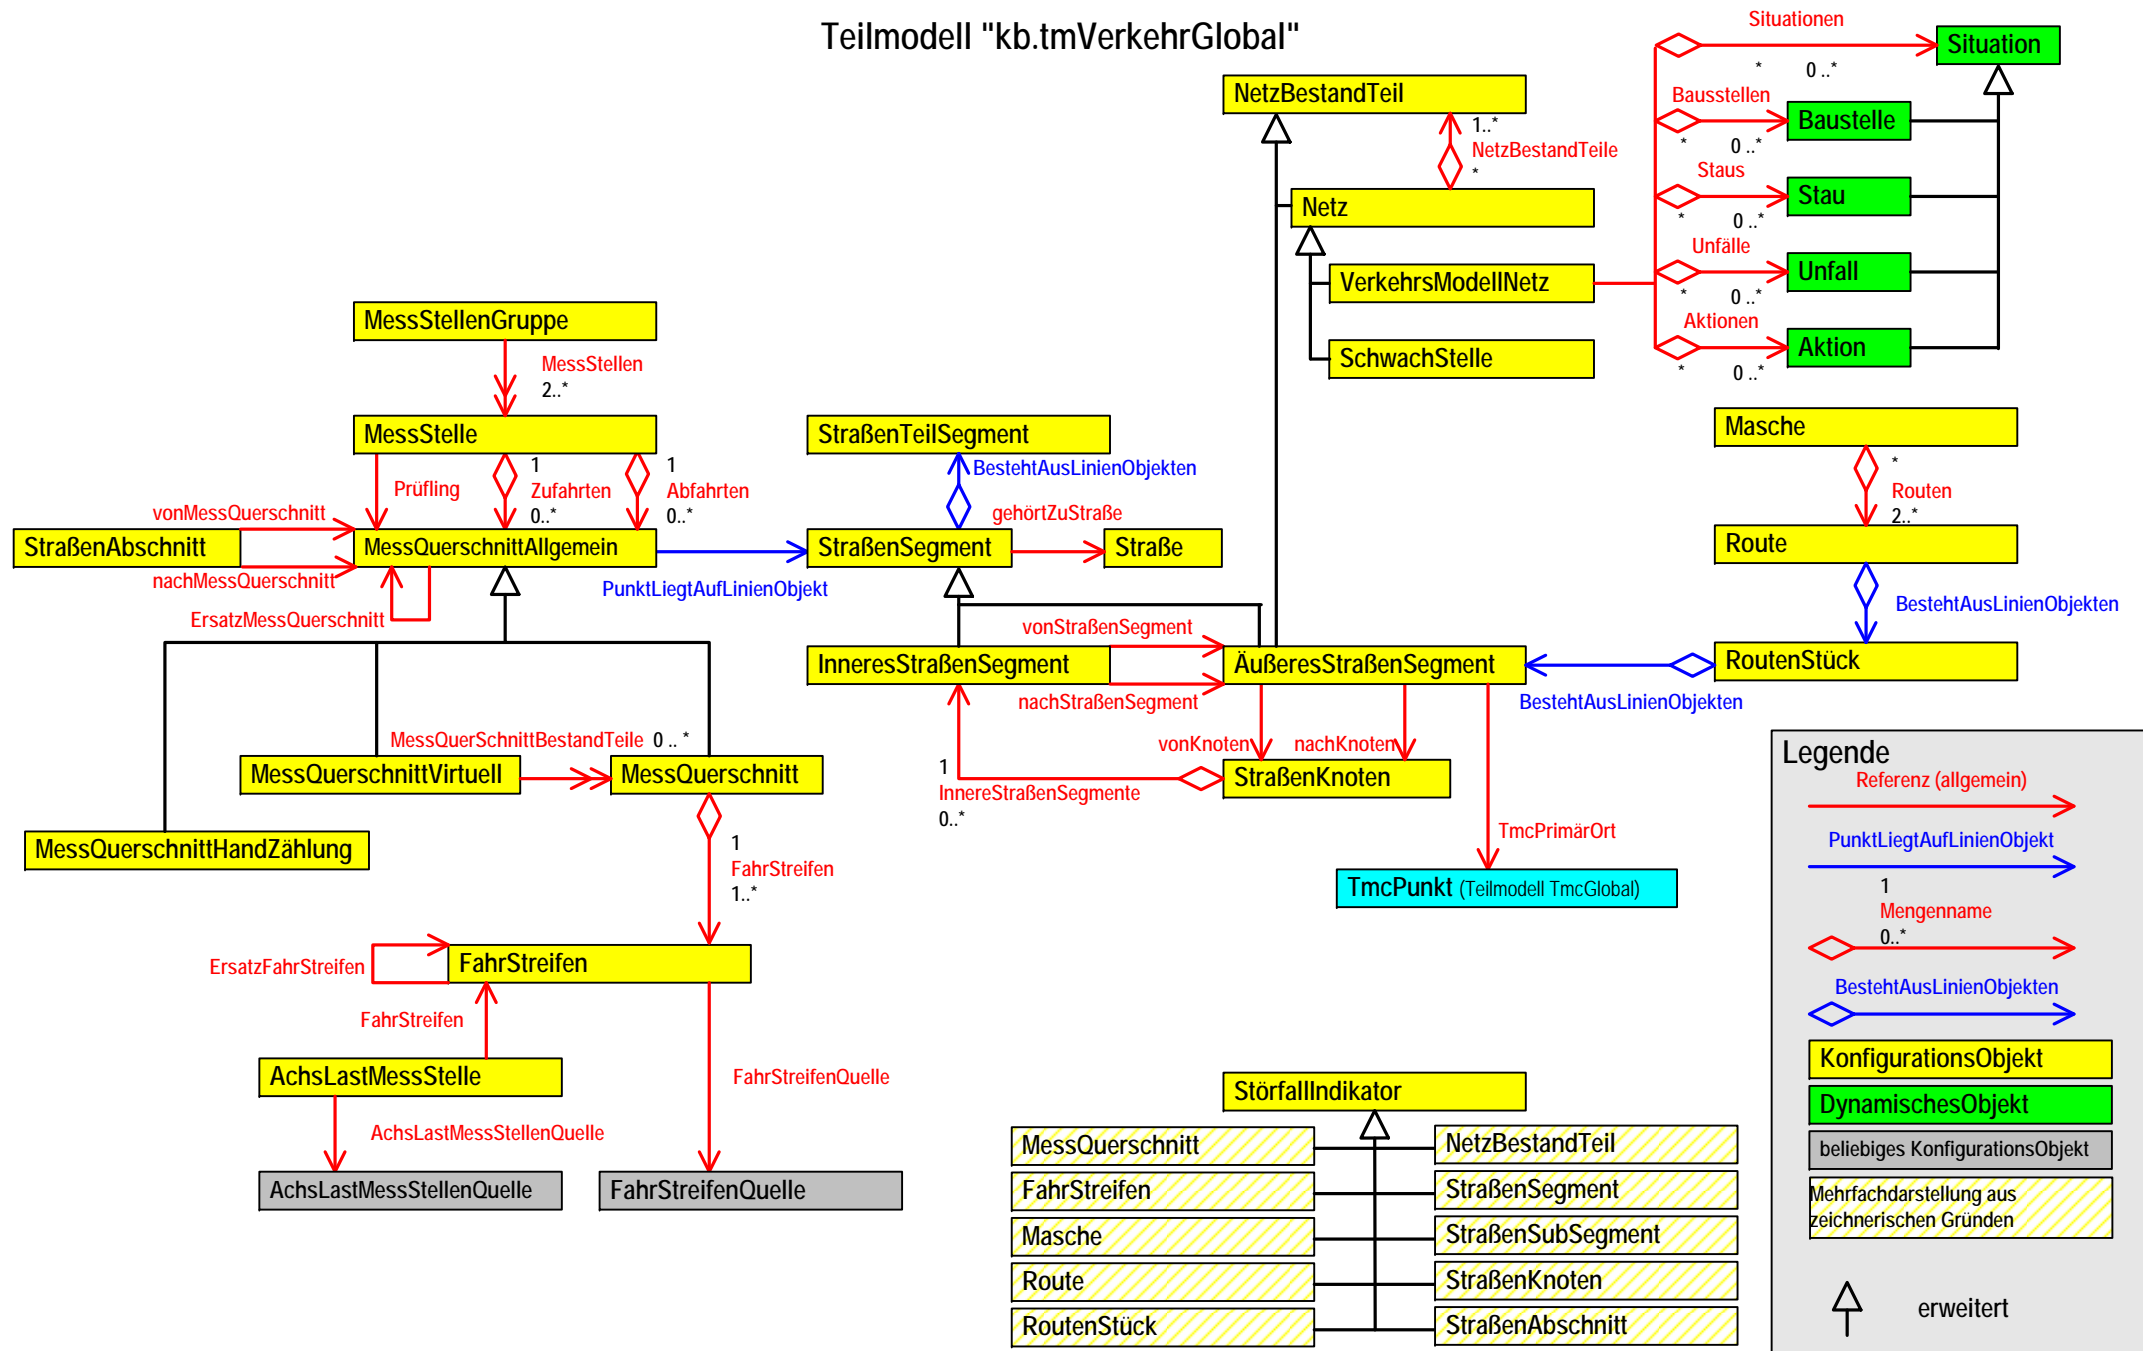 Teilmodell "kb.tmVerkehrGlobal"
Situationen
Situation
* 0 ..*
Bausstellen
Baustelle
* 0 ..*
Staus
Stau
* 0 ..*
Unfälle
Unfall
* 0 ..*
Aktionen
Aktion
* 0 ..*
NetzBestandTeil
1..*
NetzBestandTeile
*
Netz
VerkehrsModellNetz
SchwachStelle
MessStellenGruppe
MessStellen
2..*
MessStelle
Prüfling
1
Zufahrten
0..*
1
Abfahrten
0..*
vonMessQuerschnitt
StraßenAbschnitt
nachMessQuerschnitt
MessQuerschnittAllgemein
ErsatzMessQuerschnitt
PunktLiegtAufLinienObjekt
StraßenTeilSegment
BestehtAusLinienObjekten
gehörtZuStraße
StraßenSegment
Straße
Masche
*
Routen
2..*
Route
BestehtAusLinienObjekten
RoutenStück
BestehtAusLinienObjekten
vonStraßenSegment
InneresStraßenSegment
ÄußeresStraßenSegment
nachStraßenSegment
vonKnoten
nachKnoten
StraßenKnoten
1
InnereStraßenSegmente
0..*
TmcPrimärOrt
TmcPunkt (Teilmodell TmcGlobal)
MessQuerSchnittBestandTeile 0 .. *
MessQuerschnittVirtuell
MessQuerschnitt
MessQuerschnittHandZählung
1
FahrStreifen
1..*
ErsatzFahrStreifen
FahrStreifen
FahrStreifen
AchsLastMessStelle
FahrStreifenQuelle
AchsLastMessStellenQuelle
AchsLastMessStellenQuelle
FahrStreifenQuelle
StörfallIndikator
MessQuerschnitt
NetzBestandTeil
FahrStreifen
StraßenSegment
Masche
StraßenSubSegment
Route
StraßenKnoten
RoutenStück
StraßenAbschnitt
Legende
Referenz (allgemein)
PunktLiegtAufLinienObjekt
1
Mengenname
0..*
BestehtAusLinienObjekten
KonfigurationsObjekt
DynamischesObjekt
beliebiges KonfigurationsObjekt
Mehrfachdarstellung aus
zeichnerischen Gründen
erweitert